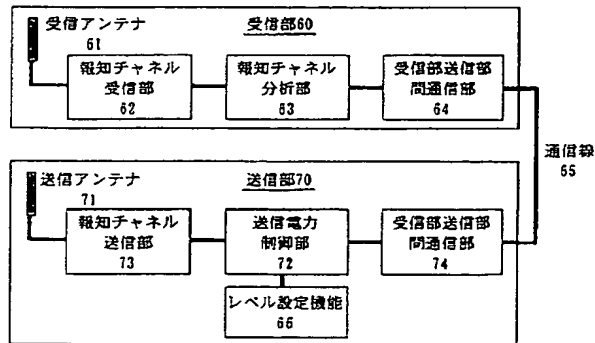 受信アンテナ
61
受信部60
報知チャネル
受信部
62
報知チャネル
分析部
63
受信部送信部
間通信部
64
通信線
65
送信アンテナ
71
送信部70
報知チャネル
送信部
73
送信電力
制御部
72
受信部送信部
間通信部
74
レベル設定機能
66